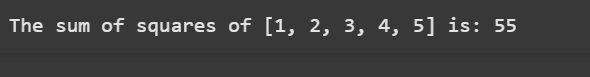 The sum of squares of [1, 2, 3, 4, 5] is: 55